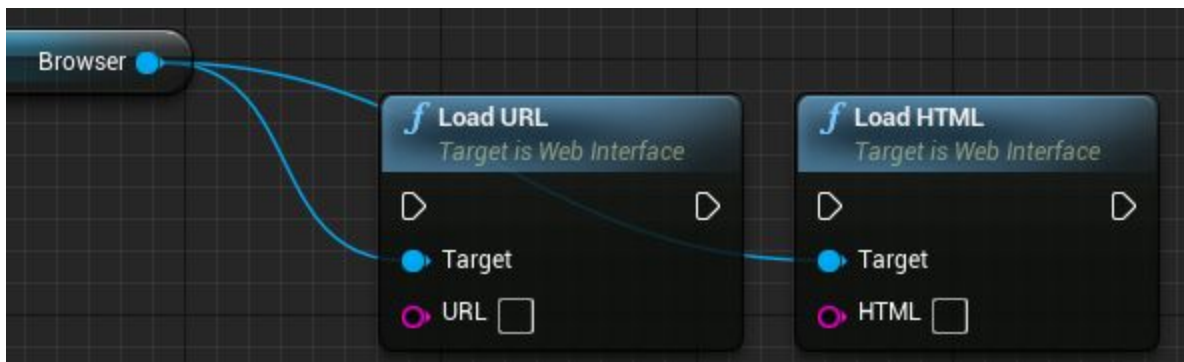 Browser
Load URL
Target is Web Interface
Target
URL
Load HTML
Target is Web Interface
Target
HTML